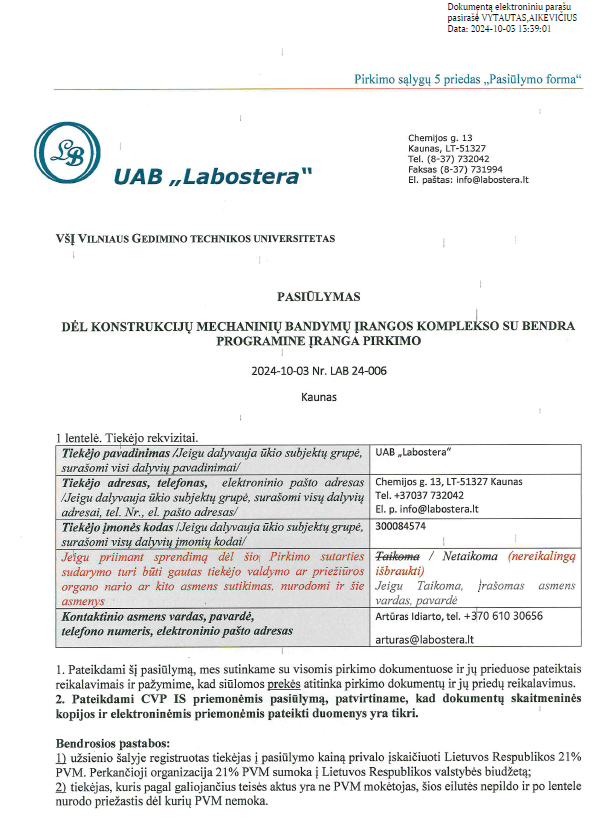 Dokumentą elektroniniu parašu
pasirašė VYTAUTAS,AIKEVIČIUS
Data: 2024-10-03 13:39:01
Pirkimo sąlygų 5 priedas „Pasiūlymo forma“
LB
UAB „Labostera“
Chemijos g. 13
Kaunas, LT-51327
Tel. (8-37) 732042
Faksas (8-37) 731994
El. paštas: info@labostera.lt
VŠĮ VILNIAUS GEDIMINO TECHNIKOS UNIVERSITETAS
PASIŪLYMAS
DĖL KONSTRUKCIJŲ MECHANINIŲ BANDYMŲ ĮRANGOS KOMPLEKSO SU BENDRA
PROGRAMINE ĮRANGA PIRKIMO
2024-10-03 Nr. LAB 24-006
Kaunas
1 lentelė. Tiekėjo rekvizitai.
Tiekėjo pavadinimas /Jeigu dalyvauja ūkio subjektų grupė,
surašomi visi dalyvių pavadinimai/
UAB „Labostera“
Tiekėjo adresas, telefonas, elektroninio pašto adresas
/Jeigu dalyvauja ūkio subjektų grupė, surašomi visų dalyvių
adresai, tel. Nr., el. pašto adresas/
Chemijos g. 13, LT-51327 Kaunas
Tel. +37037 732042
El. p. info@labostera.lt
Tiekėjo įmonės kodas /Jeigu dalyvauja ūkio subjektų grupė,
surašomi visų dalyvių įmonių kodai/
300084574
Jeigu priimant sprendimą dėl šio Pirkimo sutarties
sudarymo turi būti gautas tiekėjo valdymo ar priežiūros
organo nario ar kito asmens sutikimas, nurodomi ir šie
asmenys
Taikoma / Netaikoma (nereikalingą
išbraukti)
Jeigu Taikoma, įrašomas asmens
vardas, pavardė
Kontaktinio asmens vardas, pavardė,
telefono numeris, elektroninio pašto adresas
Artūras Idiarto, tel. +370 610 30656
arturas@labostera.lt
1. Pateikdami šį pasiūlymą, mes sutinkame su visomis pirkimo dokumentuose ir jų prieduose pateiktais
reikalavimais ir pažymime, kad siūlomos prekės atitinka pirkimo dokumentų ir jų priedų reikalavimus.
2. Pateikdami CVP IS priemonėmis pasiūlymą, patvirtiname, kad dokumentų skaitmeninės
kopijos ir elektroninėmis priemonėmis pateikti duomenys yra tikri.
Bendrosios pastabos:
1) užsienio šalyje registruotas tiekėjas į pasiūlymo kainą privalo įskaičiuoti Lietuvos Respublikos 21%
PVM. Perkančioji organizacija 21% PVM sumoka į Lietuvos Respublikos valstybės biudžetą;
2) tiekėjas, kuris pagal galiojančius teisės aktus yra ne PVM mokėtojas, šios eilutės nepildo ir po lentele
nurodo priežastis dėl kurių PVM nemoka.